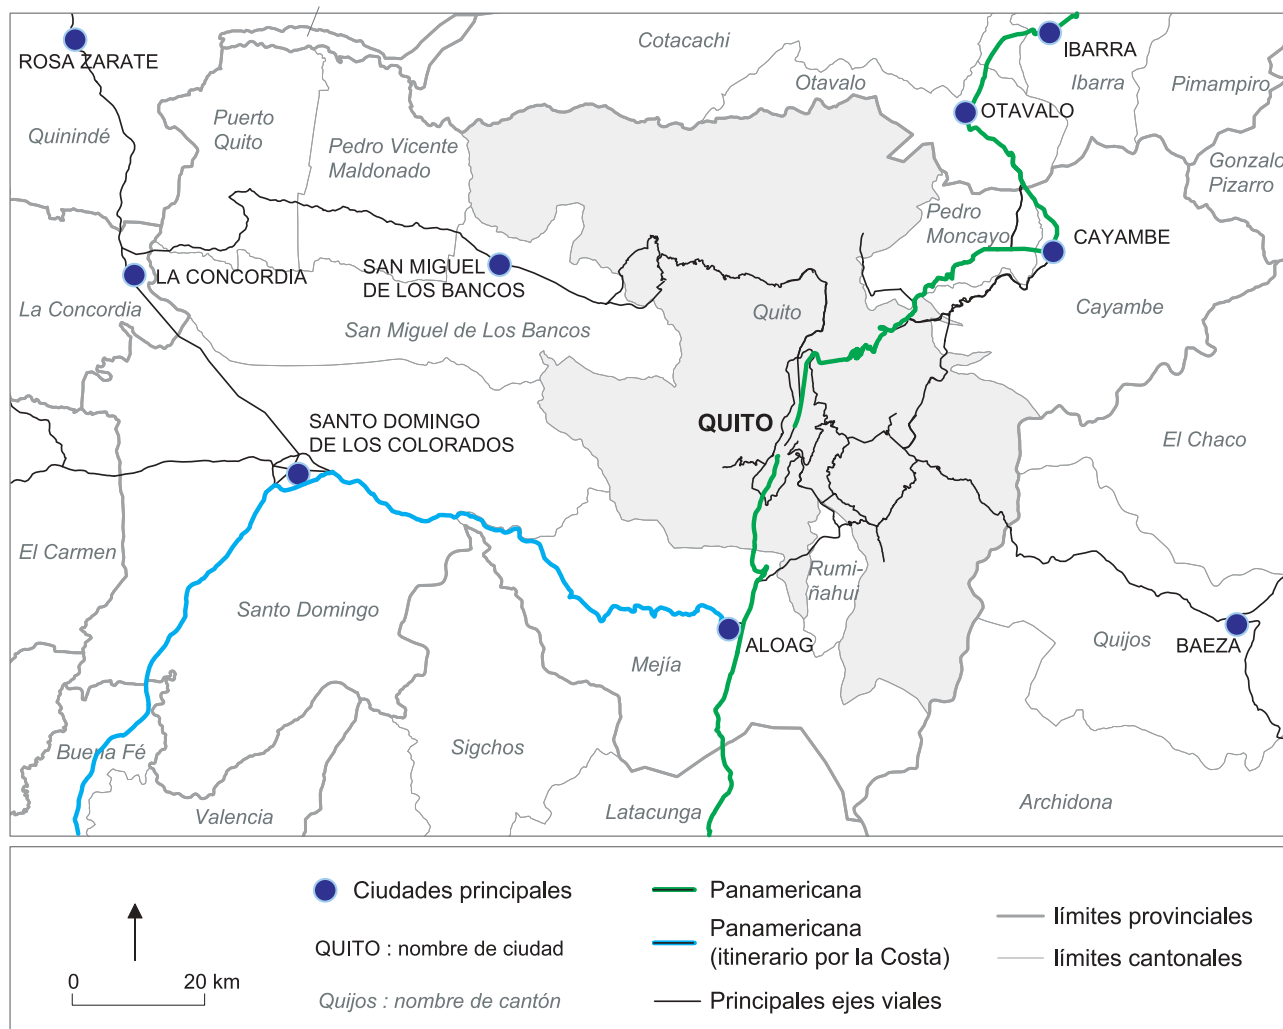 ROSA ZARATE
Cotacachi
IBARRA
Otavalo
Ibarra
Pimampiro
Puerto
Quito
OTAVALO
Quinindé
Pedro Vicente
Maldonado
Gonzalo
Pizarro
Pedro
Moncayo
CAYAMBE
LA CONCORDIA
SAN MIGUEL
DE LOS BANCOS
La Concordia
San Miguel de Los Bancos
Quito
Cayambe
SANTO DOMINGO
DE LOS COLORADOS
QUITO
El Chaco
El Carmen
Santo Domingo
Rumi-
ñahui
Mejía
ALOAG
Quijos
BAEZA
Buena Fé
Sigchos
Valencia
Latacunga
Archidona
Ciudades principales
QUITO : nombre de ciudad
Quijos : nombre de cantón
0 20 km
Panamericana
Panamericana
(itinerario por la Costa)
Principales ejes viales
límites provinciales
límites cantonales